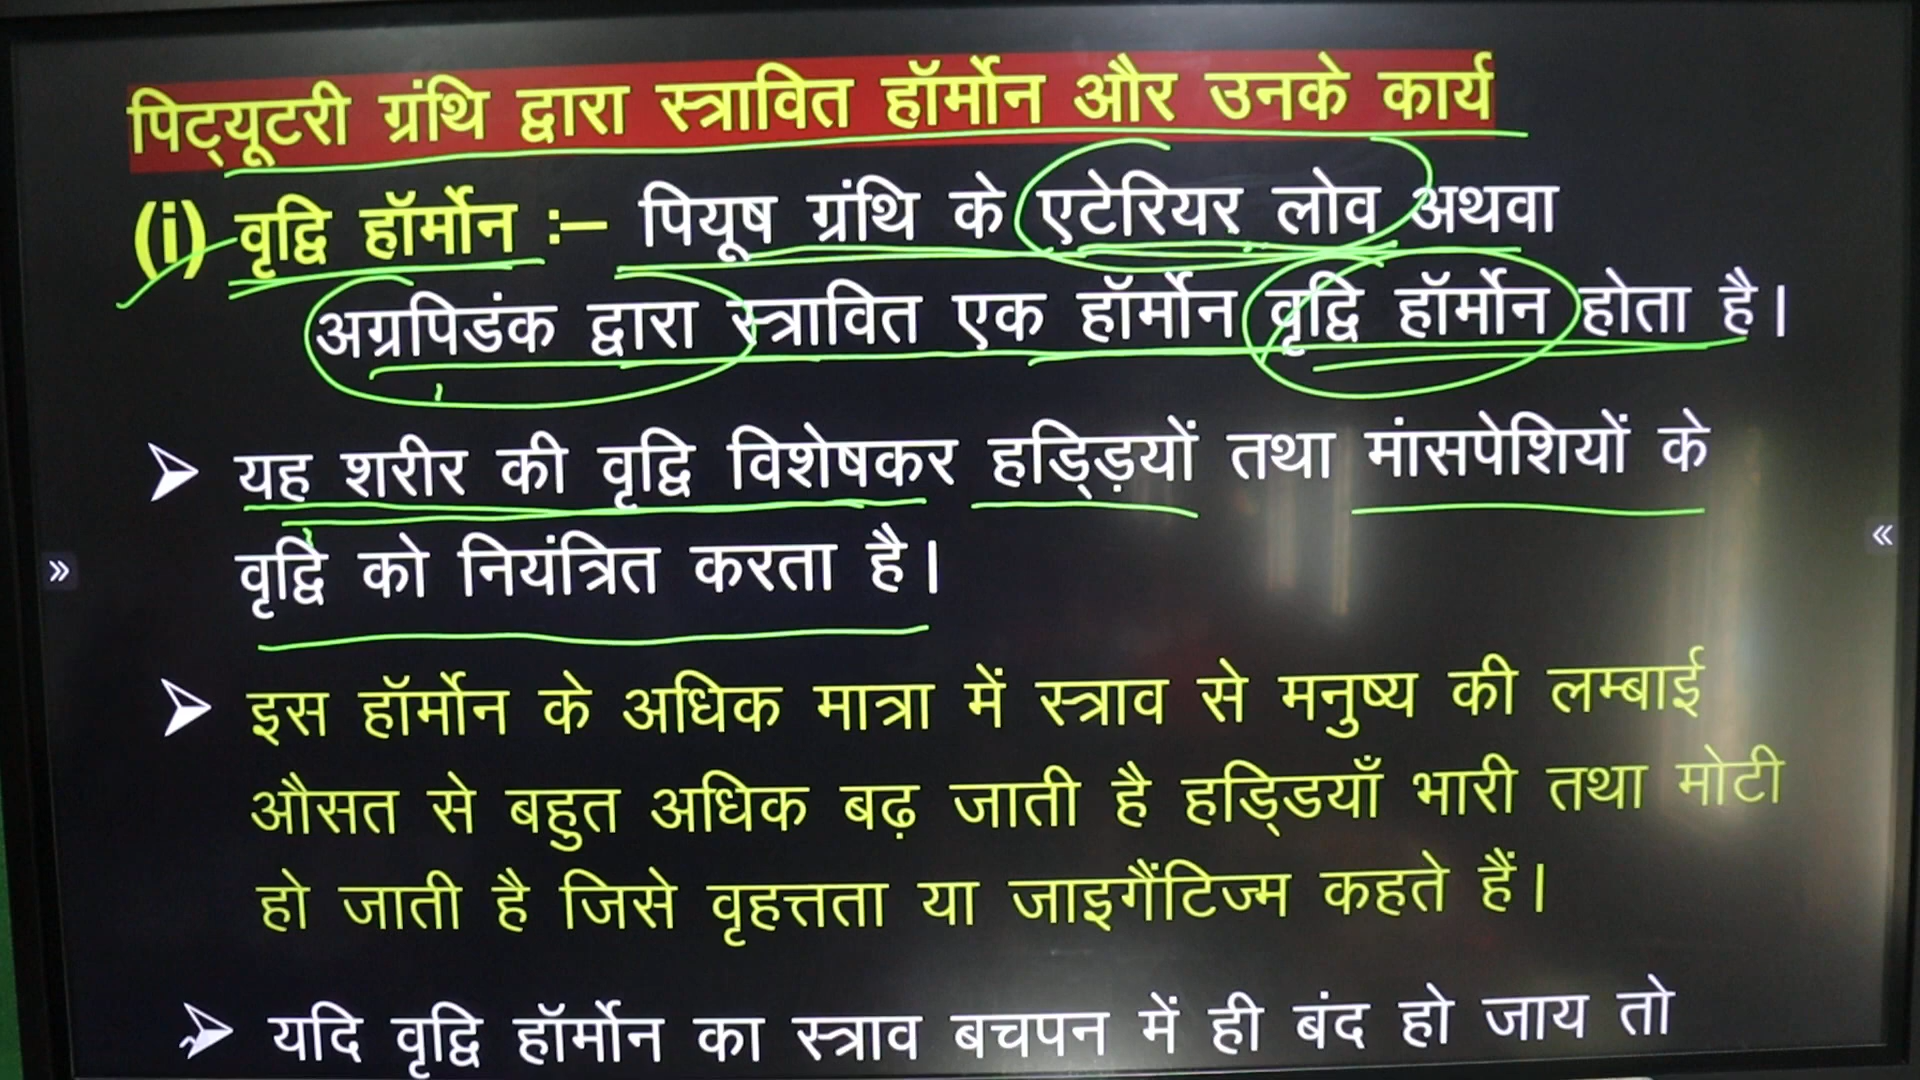 पिट्यूटरी ग्रंथि द्वारा स्त्रावित हॉर्मोन और उनके कार्य
(i) वृद्वि हॉर्मोन :– पियूष ग्रंथि के एटेरियर लोव अथवा
अग्रपिडंक द्वारा स्त्रावित एक हॉर्मोन वृद्वि हॉर्मोन होता है।
➢ यह शरीर की वृद्वि विशेषकर हडि्ड़यों तथा मांसपेशियों के
वृद्वि को नियंत्रित करता है।
➢ इस हॉर्मोन के अधिक मात्रा में स्त्राव से मनुष्य की लम्बाई
औसत से बहुत अधिक बढ़ जाती है हडि्डयाँ भारी तथा मोटी
हो जाती है जिसे वृहत्तता या जाइगैंटिज्म कहते हैं।
➢ यदि वृद्वि हॉर्मोन का स्त्राव बचपन में ही बंद हो जाय तो